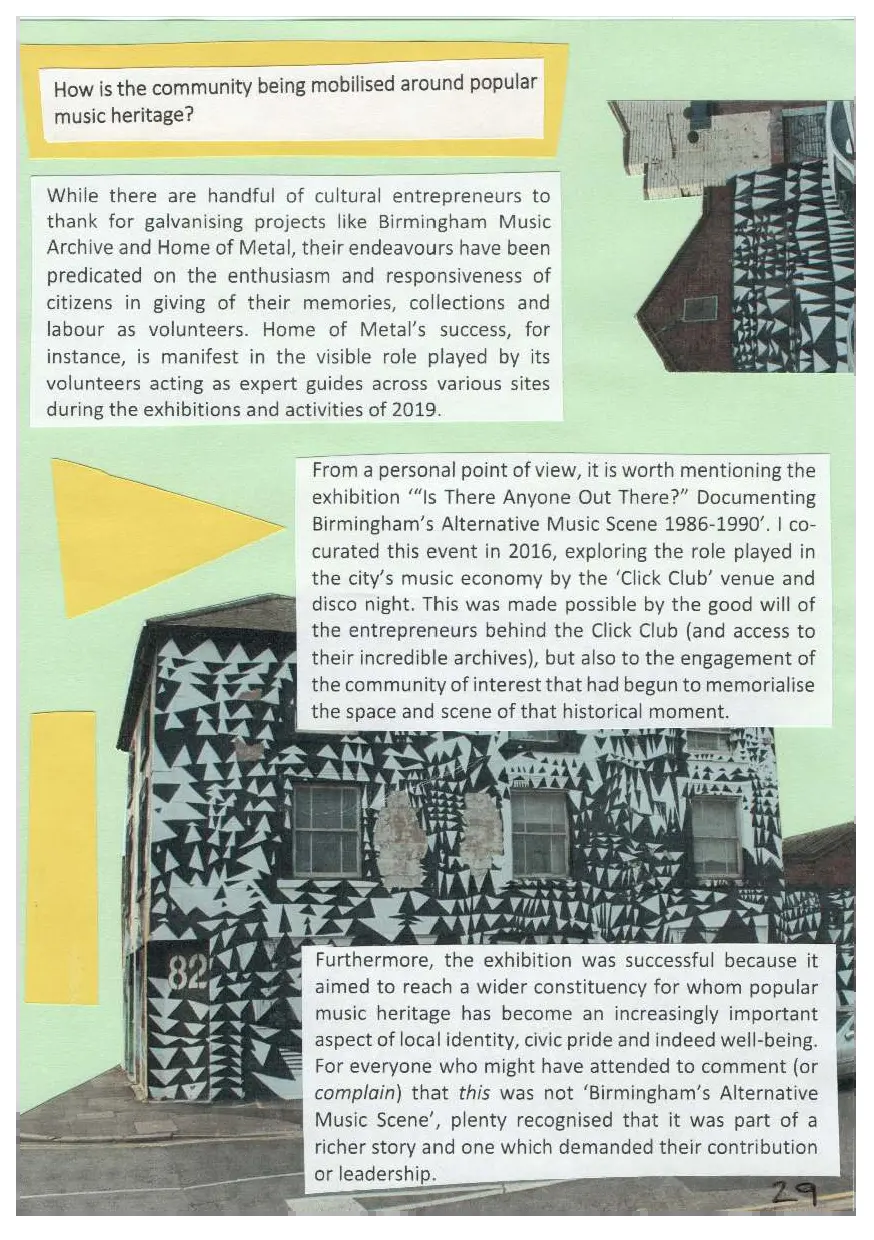 How is the community being mobilised around popular
music heritage?
While there are handful of cultural entrepreneurs to
thank for galvanising projects like Birmingham Music
Archive and Home of Metal, their endeavours have been
predicated on the enthusiasm and responsiveness of
citizens in giving of their memories, collections and
labour as volunteers. Home of Metal’s success, for
instance, is manifest in the visible role played by its
volunteers acting as expert guides across various sites
during the exhibitions and activities of 2019.
From a personal point of view, it is worth mentioning the
exhibition ‘“Is There Anyone Out There?” Documenting
Birmingham’s Alternative Music Scene 1986-1990’. I co-
curated this event in 2016, exploring the role played in
the city’s music economy by the ‘Click Club’ venue and
disco night. This was made possible by the good will of
the entrepreneurs behind the Click Club (and access to
their incredible archives), but also to the engagement of
the community of interest that had begun to memorialise
the space and scene of that historical moment.
82
Furthermore, the exhibition was successful because it
aimed to reach a wider constituency for whom popular
music heritage has become an increasingly important
aspect of local identity, civic pride and indeed well-being.
For everyone who might have attended to comment (or
complain) that this was not ‘Birmingham’s Alternative
Music Scene’, plenty recognised that it was part of a
richer story and one which demanded their contribution
or leadership.
29